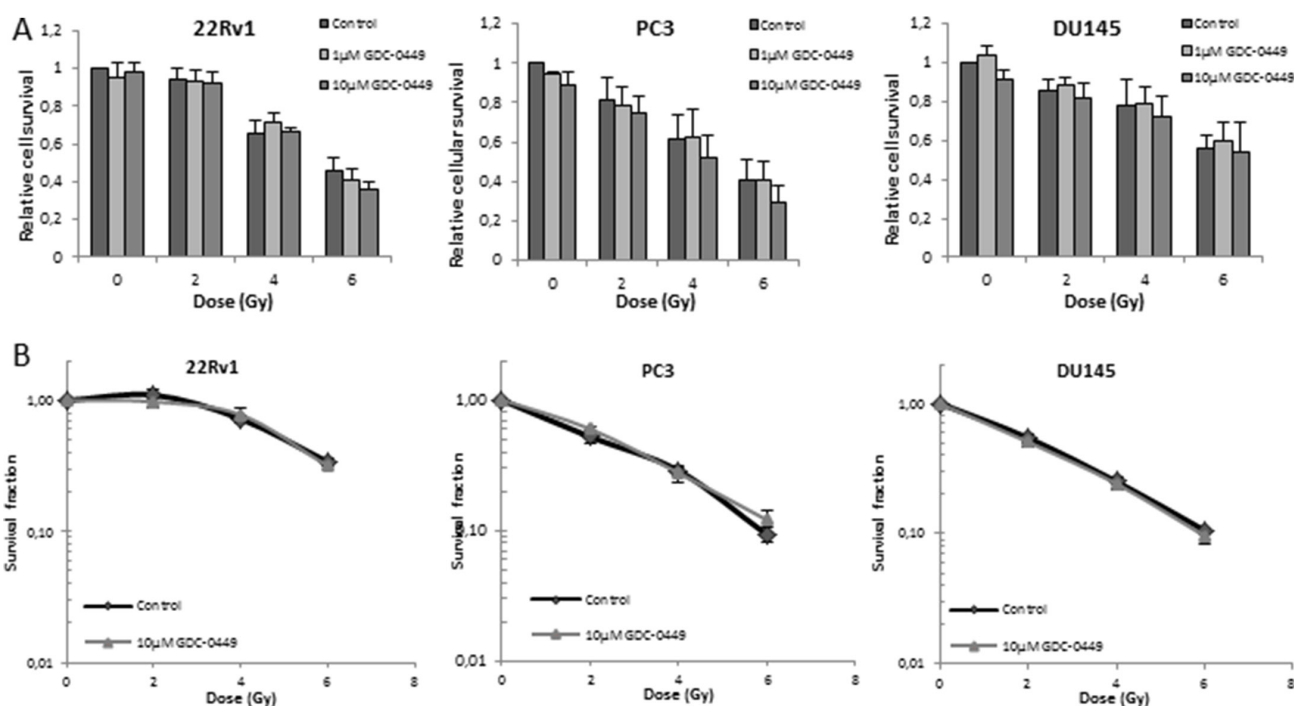 A
22Rv1
Relative cell survival
1,2
1
0,8
0,6
0,4
0,2
0
0 2 4 6
Dose (Gy)
Control
1μM GDC-0449
10μM GDC-0449
PC3
Relative cellular survival
1,2
1
0,8
0,6
0,4
0,2
0
0 2 4 6
Dose (Gy)
Control
1μM GDC-0449
10μM GDC-0449
DU145
Relative cell survival
1,2
1
0,8
0,6
0,4
0,2
0
0 2 4 6
Dose (Gy)
Control
1μM GDC-0449
10μM GDC-0449
B
22Rv1
Survival fraction
1,00
0,10
0,01
0 2 4 6 8
Dose (Gy)
Control
10μM GDC-0449
PC3
Survival fraction
1,00
0,10
0,01
0 2 4 6 8
Dose (Gy)
Control
10μM GDC-0449
DU145
Survival fraction
1,00
0,10
0,01
0 2 4 6 8
Dose (Gy)
Control
10μM GDC-0449